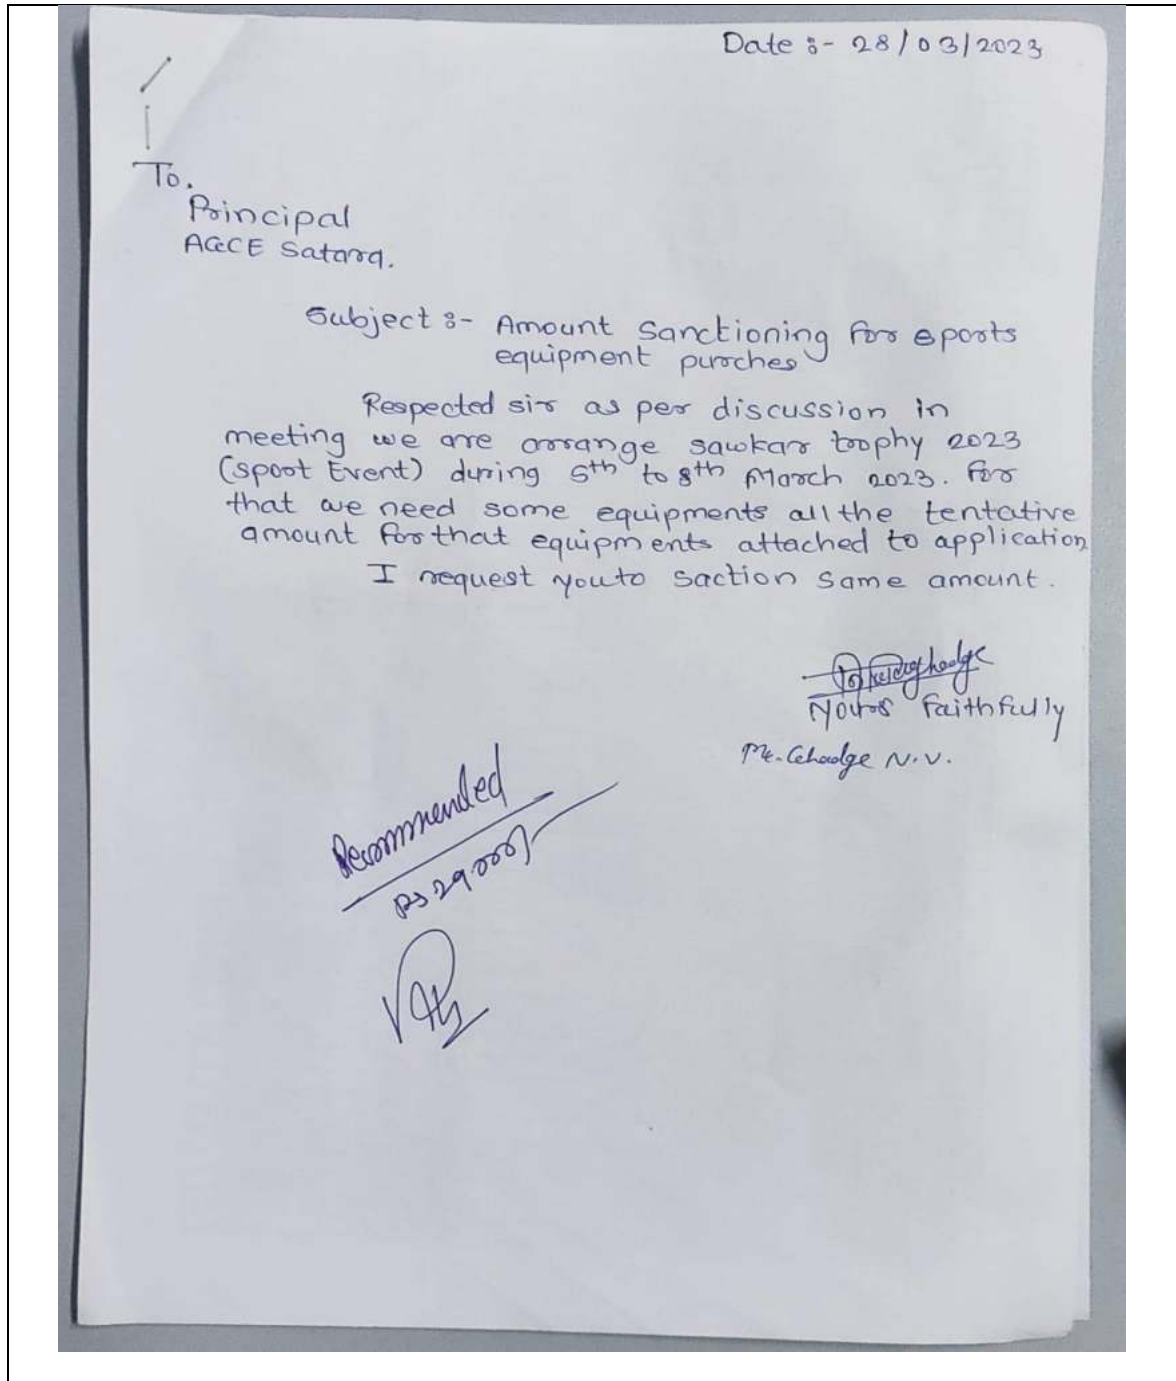 Date :- 28/03/2023
To.
Principal
AGCE Satara.
Subject :- Amount Sanctioning for sports
equipment purches
Respected sir as per discussion in
meeting we are arrange sawkar trophy 2023
(spoot Event) during 5th to 8th March 2023. for
that we need some equipments all the tentative
amount for that equipments attached to application
I request you to saction same amount.
Yours faithfully
Mr. Ghadge N.V.
Recommended
Rs 29000/-